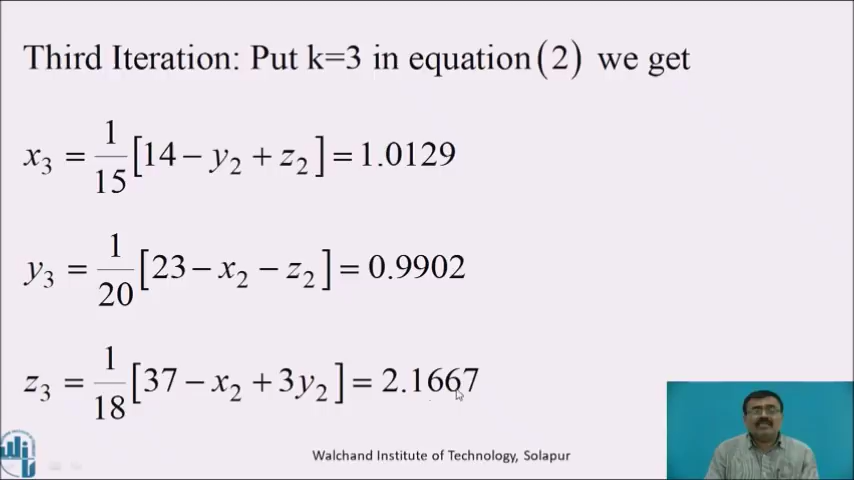 Third Iteration: Put k=3 in equation(2) we get
x₃ = 1/15 [14 − y₂ + z₂] = 1.0129
y₃ = 1/20 [23 − x₂ − z₂] = 0.9902
z₃ = 1/18 [37 − x₂ + 3y₂] = 2.1667
Walchand Institute of Technology, Solapur